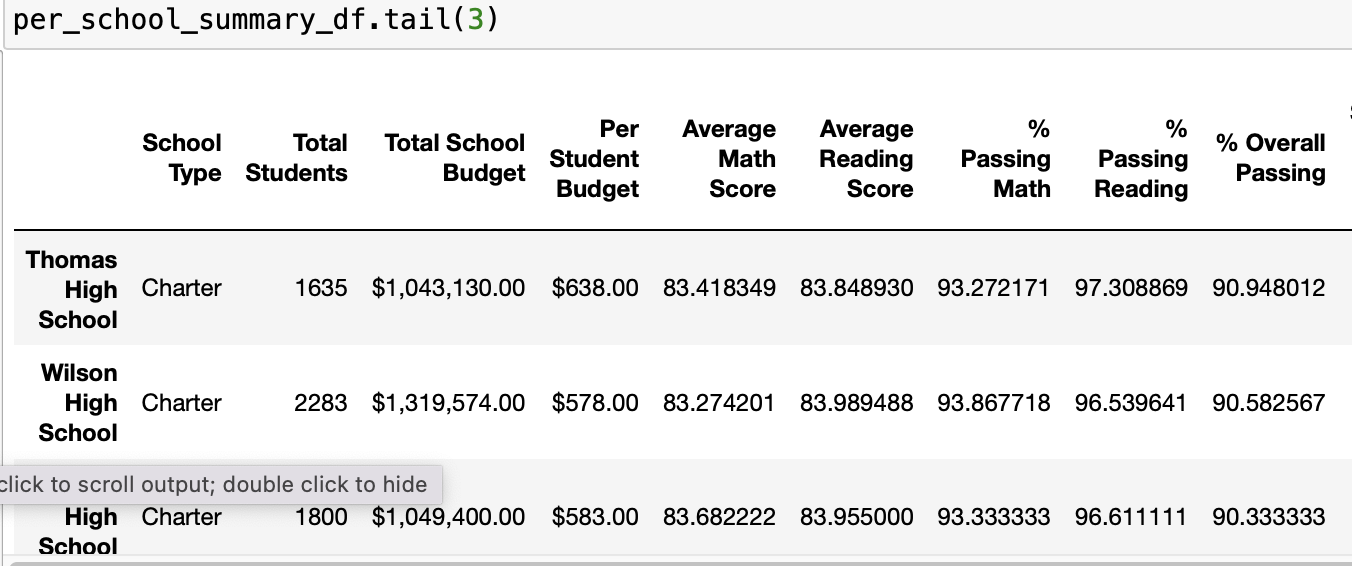 per_school_summary_df.tail(3)
School Type Total Students Total School Budget Per Student Budget Average Math Score Average Reading Score % Passing Math % Passing Reading % Overall Passing
Thomas High School Charter 1635 $1,043,130.00 $638.00 83.418349 83.848930 93.272171 97.308869 90.948012
Wilson High School Charter 2283 $1,319,574.00 $578.00 83.274201 83.989488 93.867718 96.539641 90.582567
click to scroll output; double click to hide
High School Charter 1800 $1,049,400.00 $583.00 83.682222 83.955000 93.333333 96.611111 90.333333